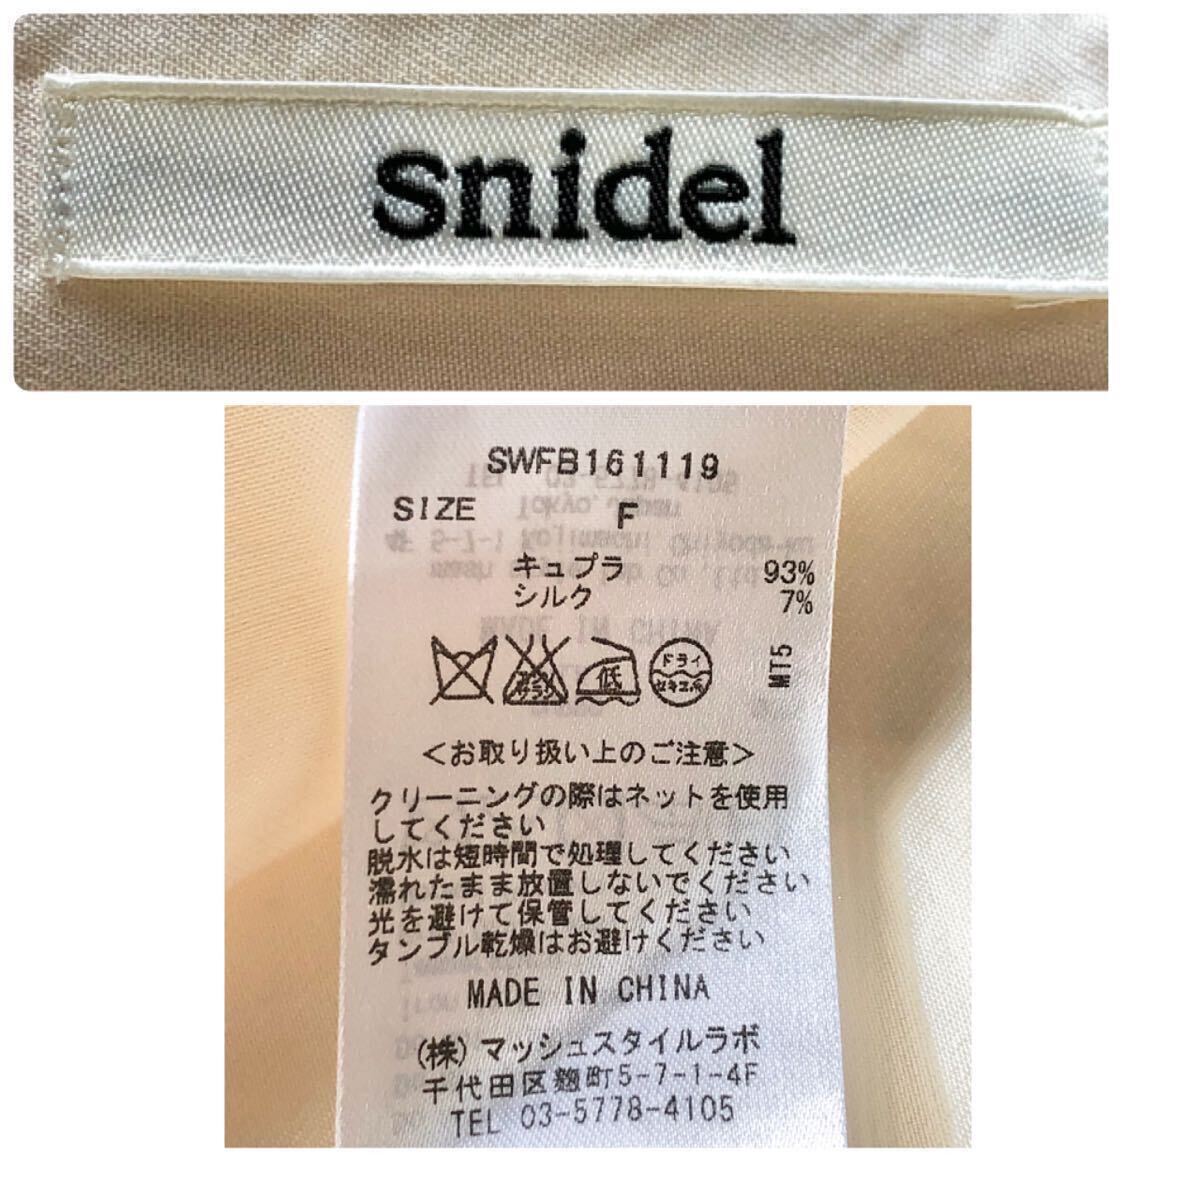 snidel
SWFB161119
SIZE F
キュプラ 93%
シルク 7%
低
ドライ
セキユ系
MT5
<お取り扱い上のご注意>
クリーニングの際はネットを使用
してください
脱水は短時間で処理してください
濡れたまま放置しないでください
光を避けて保管してください
タンブル乾燥はお避けください
MADE IN CHINA
(株)マッシュスタイルラボ
千代田区麹町5-7-1-4F
TEL 03-5778-4105